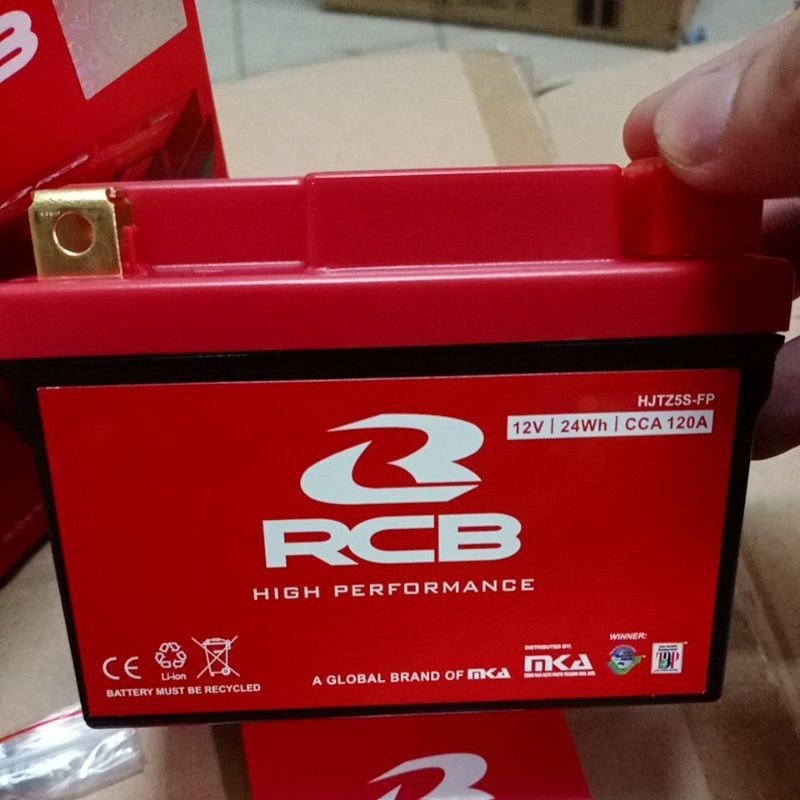 HJTZ5S-FP
12V | 24Wh | CCA 120A
RCB
HIGH PERFORMANCE
CE
Li-ion
BATTERY MUST BE RECYCLED
A GLOBAL BRAND OF MKA
DISTRIBUTED BY:
MKA
WINNER: